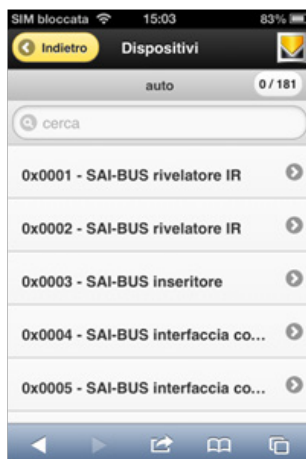 SIM bloccata 15:03 83%
Indietro Dispositivi
auto 0/181
cerca
0x0001 - SAI-BUS rivelatore IR
0x0002 - SAI-BUS rivelatore IR
0x0003 - SAI-BUS inseritore
0x0004 - SAI-BUS interfaccia co...
0x0005 - SAI-BUS interfaccia co...